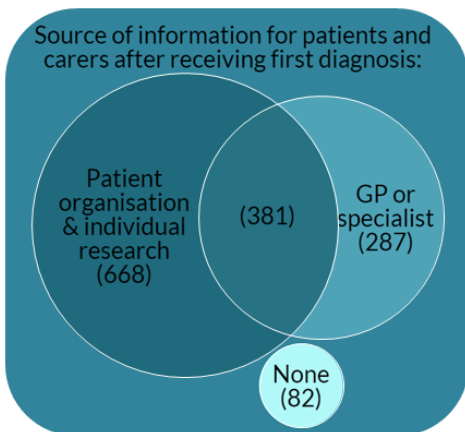 Source of information for patients and
carers after receiving first diagnosis:
Patient
organisation
& individual
research
(668)
(381)
GP or
specialist
(287)
None
(82)